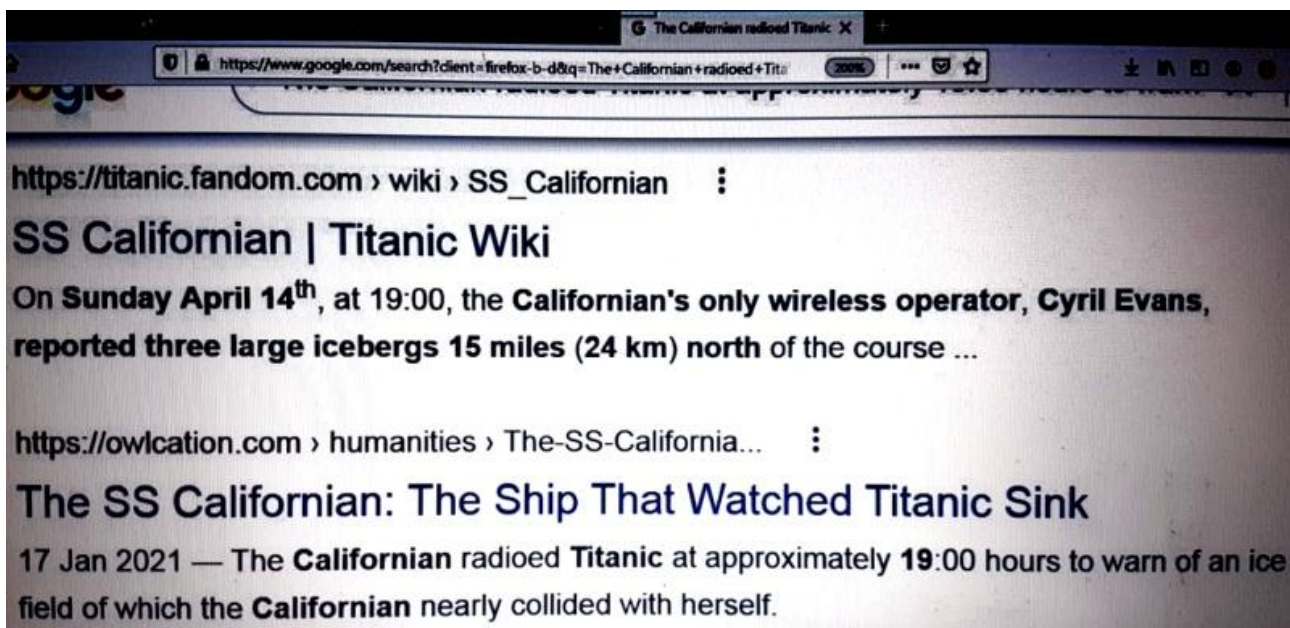 The Californian radioed Titanic
https://www.google.com/search?client=firefox-b-d&q=The+Californian+radioed+Tita
200%
https://titanic.fandom.com › wiki › SS_Californian
SS Californian | Titanic Wiki
On Sunday April 14th, at 19:00, the Californian's only wireless operator, Cyril Evans,
reported three large icebergs 15 miles (24 km) north of the course ...
https://owlcation.com › humanities › The-SS-California...
The SS Californian: The Ship That Watched Titanic Sink
17 Jan 2021 — The Californian radioed Titanic at approximately 19:00 hours to warn of an ice
field of which the Californian nearly collided with herself.